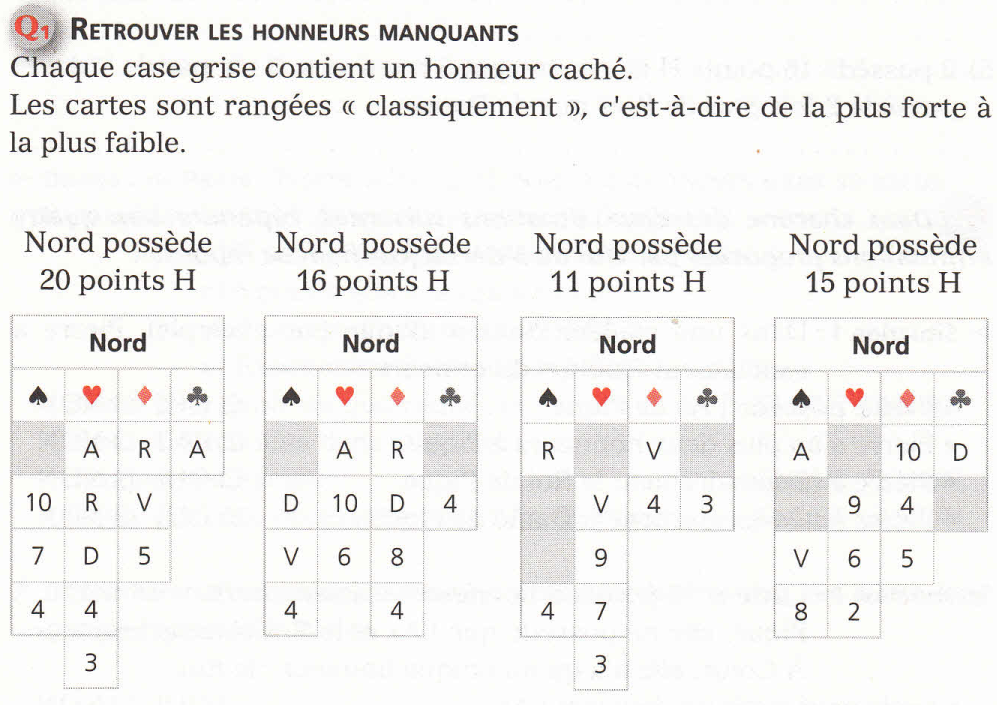 Q1 RETROUVER LES HONNEURS MANQUANTS
Chaque case grise contient un honneur caché.
Les cartes sont rangées « classiquement », c'est-à-dire de la plus forte à
la plus faible.
Nord possède
20 points H
Nord
♠ ♥ ♦ ♣
A R A
10 R V
7 D 5
4 4
3
Nord possède
16 points H
Nord
♠ ♥ ♦ ♣
A R
D 10 D 4
V 6 8
4 4
Nord possède
11 points H
Nord
♠ ♥ ♦ ♣
R V
V 4 3
9
4 7
3
Nord possède
15 points H
Nord
♠ ♥ ♦ ♣
A 10 D
9 4
V 6 5
8 2